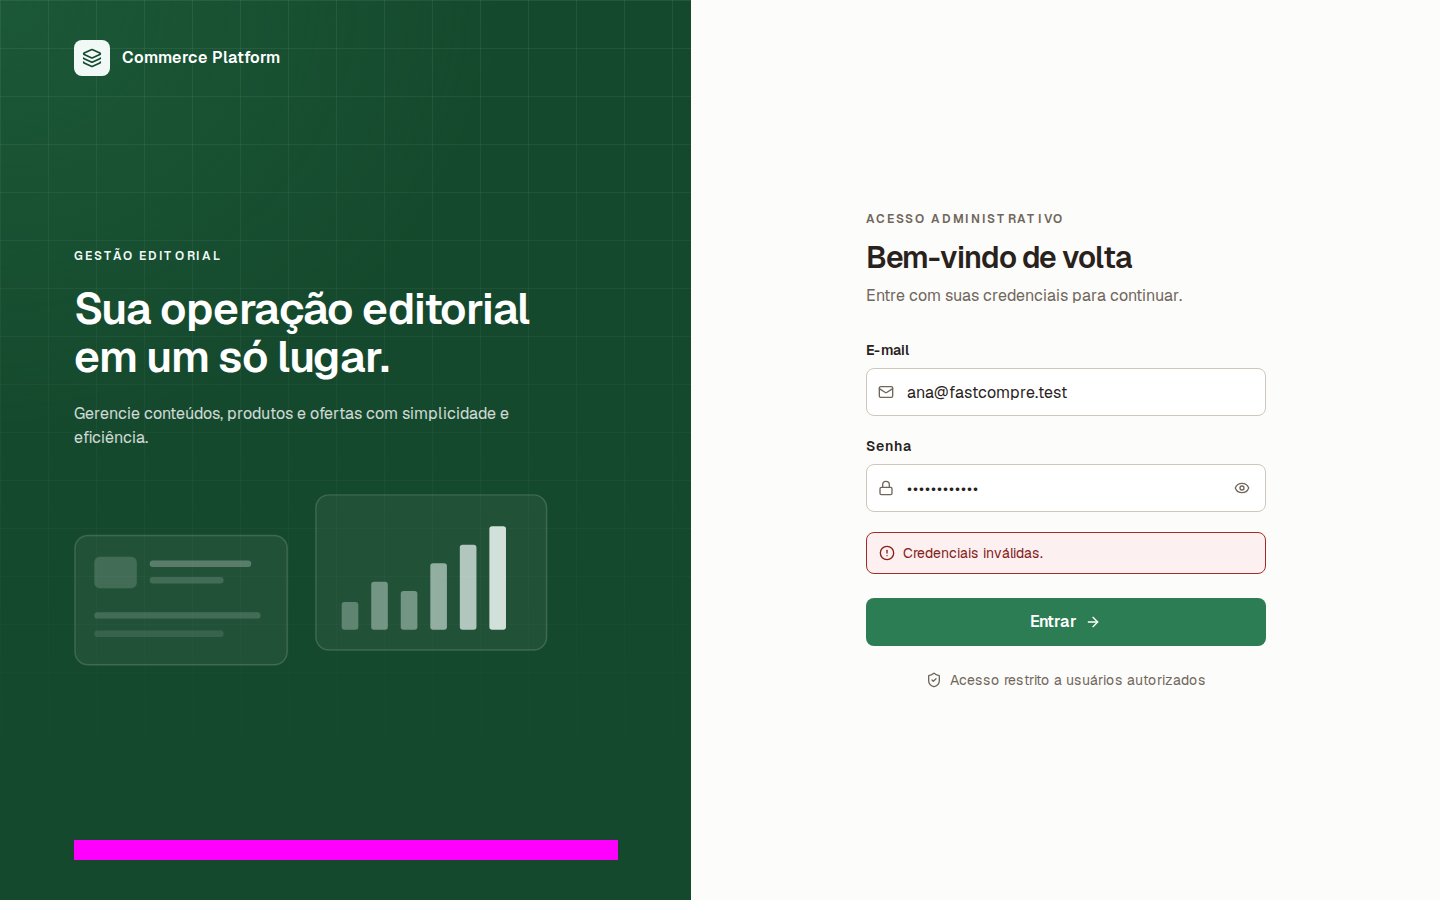 Commerce Platform
GESTÃO EDITORIAL
Sua operação editorial
em um só lugar.
Gerencie conteúdos, produtos e ofertas com simplicidade e
eficiência.
ACESSO ADMINISTRATIVO
Bem-vindo de volta
Entre com suas credenciais para continuar.
E-mail
ana@fastcompre.test
Senha
••••••••••••
Credenciais inválidas.
Entrar →
Acesso restrito a usuários autorizados